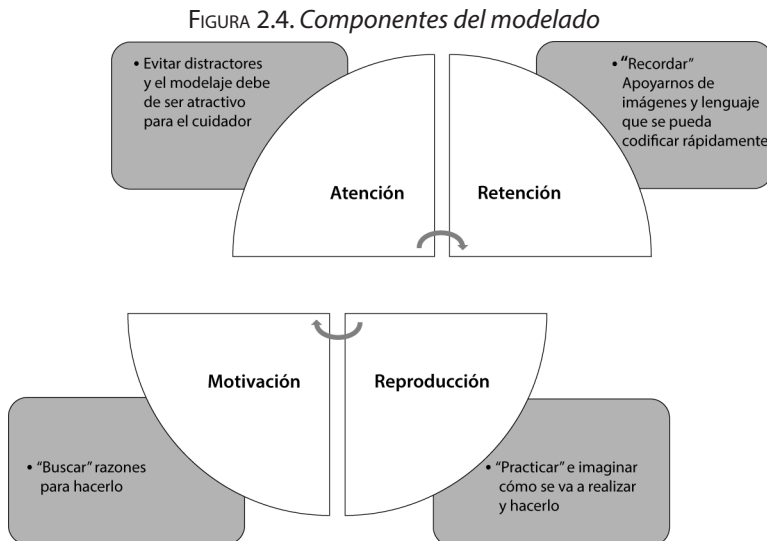 FIGURA 2.4. Componentes del modelado
• Evitar distractores
y el modelaje debe
de ser atractivo
para el cuidador
• “Recordar”
Apoyarnos de
imágenes y lenguaje
que se pueda
codificar rápidamente
Atención
Retención
Motivación
Reproducción
• “Buscar” razones
para hacerlo
• “Practicar” e imaginar
cómo se va a realizar
y hacerlo